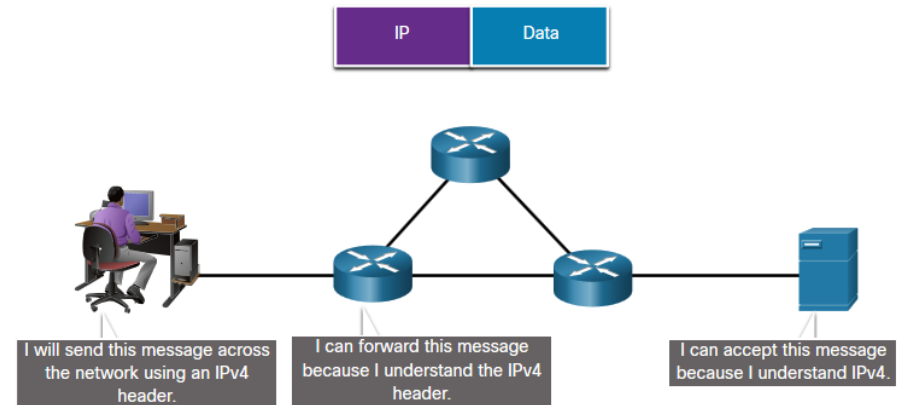 IP
Data
I will send this message across
the network using an IPv4
header.
I can forward this message
because I understand the IPv4
header.
I can accept this message
because I understand IPv4.